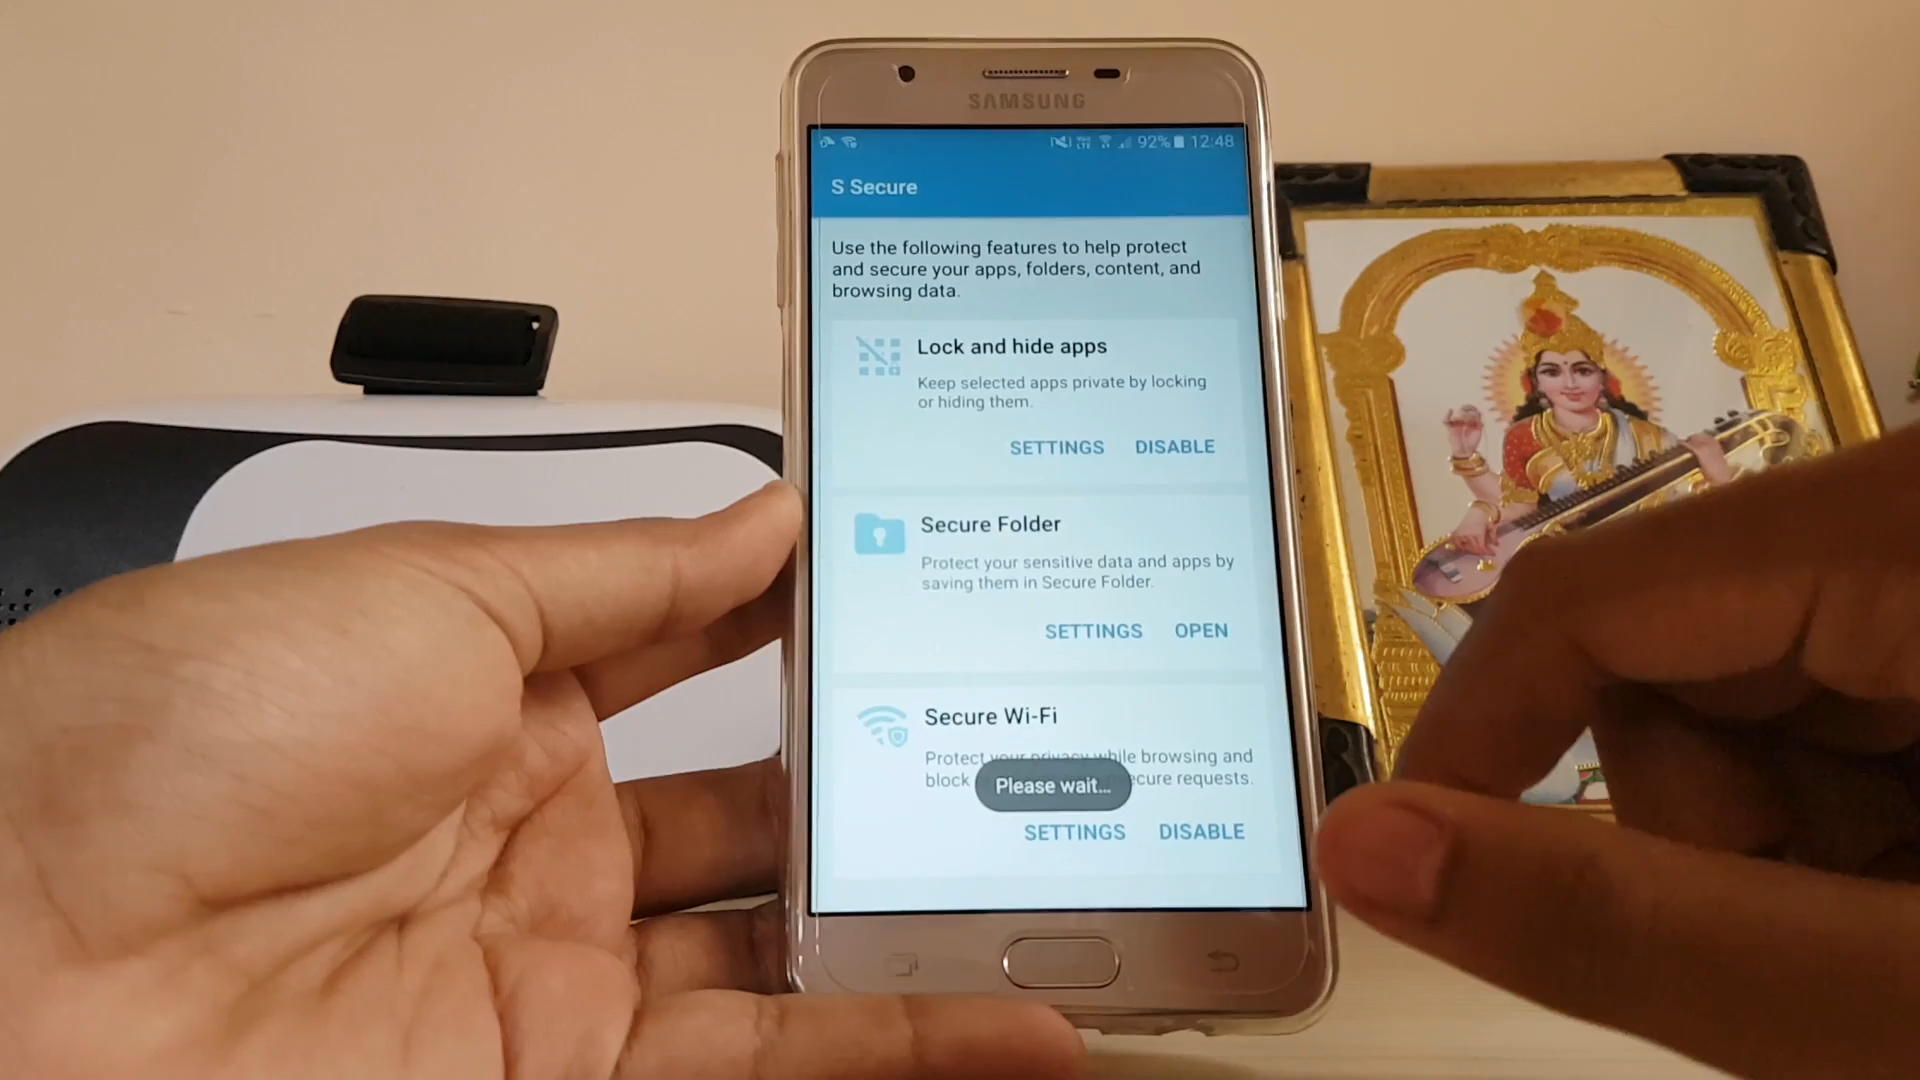 SAMSUNG
92% 12:48
S Secure
Use the following features to help protect
and secure your apps, folders, content, and
browsing data.
Lock and hide apps
Keep selected apps private by locking
or hiding them.
SETTINGS DISABLE
Secure Folder
Protect your sensitive data and apps by
saving them in Secure Folder.
SETTINGS OPEN
Secure Wi-Fi
Protect your privacy while browsing and
block ecure requests.
Please wait...
SETTINGS DISABLE